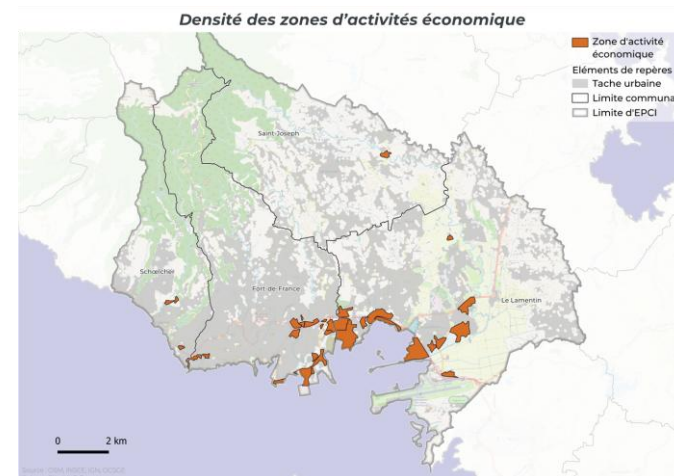 Densité des zones d'activités économique
Zone d'activité
économique
Eléments de repères
Tache urbaine
Limite communa
Limite d'EPCI
Saint-Joseph
Schœlcher
Fort-de-France
Le Lamentin
0 2 km